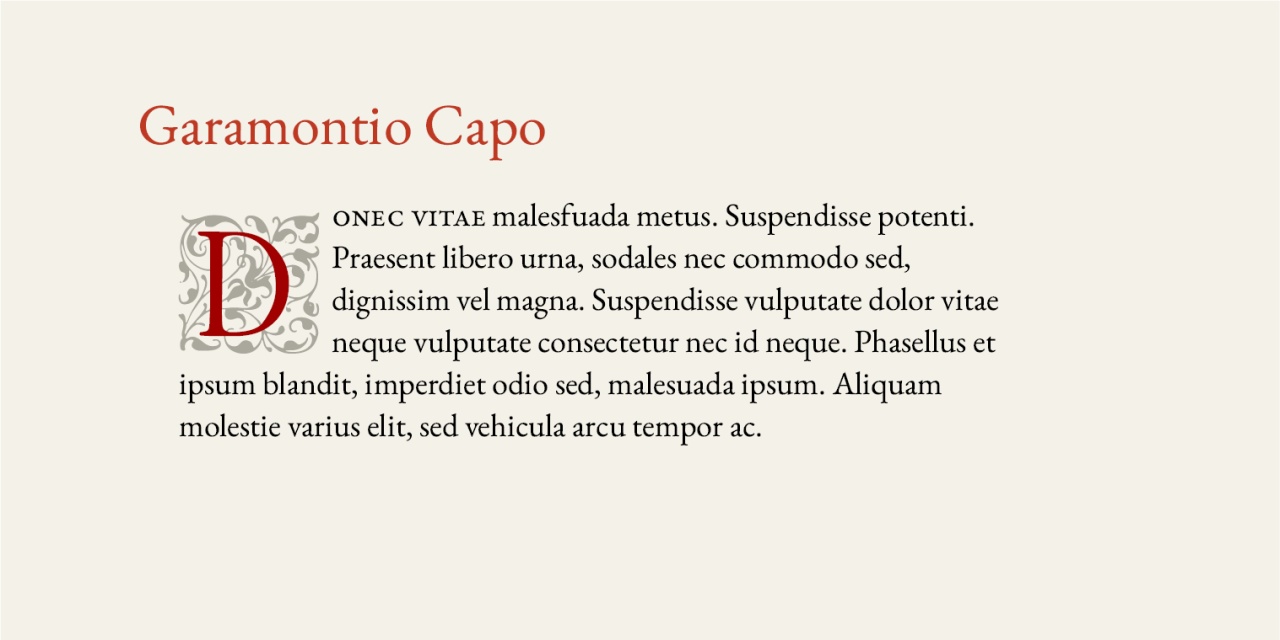 Garamontio Capo
DONEC VITAE malesfuada metus. Suspendisse potenti.
Praesent libero urna, sodales nec commodo sed,
dignissim vel magna. Suspendisse vulputate dolor vitae
neque vulputate consectetur nec id neque. Phasellus et
ipsum blandit, imperdiet odio sed, malesuada ipsum. Aliquam
molestie varius elit, sed vehicula arcu tempor ac.